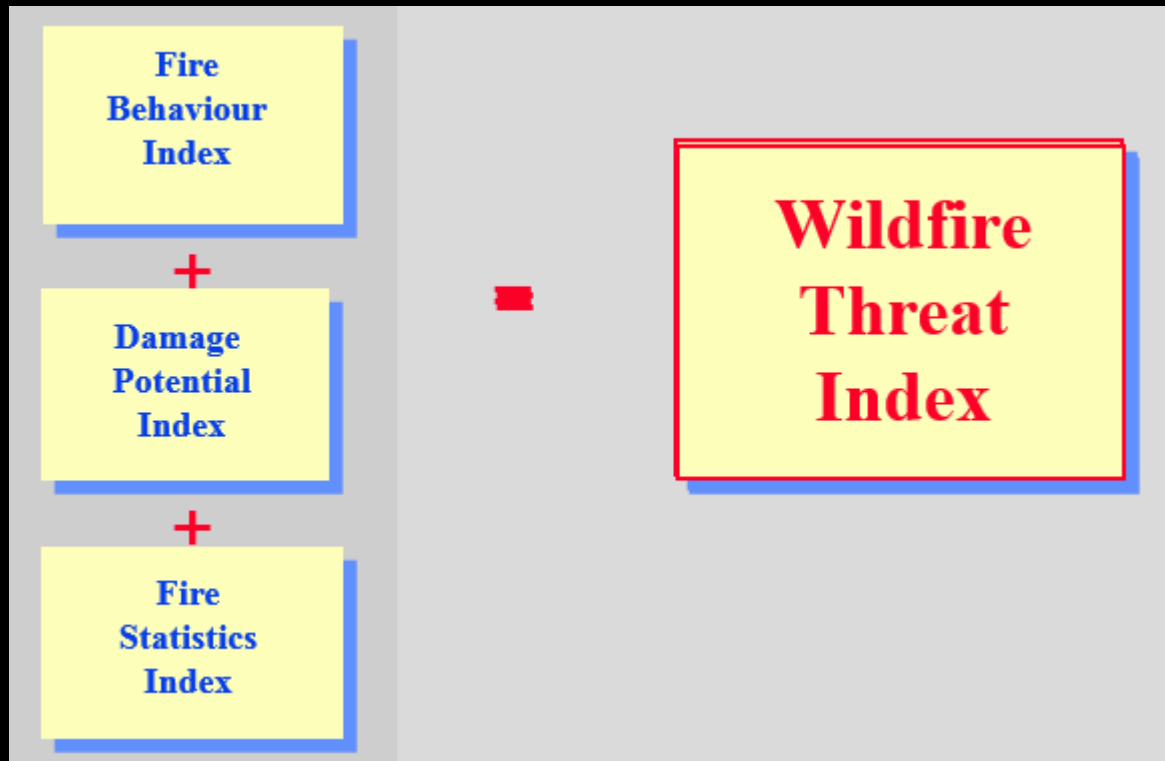 Fire
Behaviour
Index
+
Damage
Potential
Index
+
Fire
Statistics
Index
=
Wildfire
Threat
Index